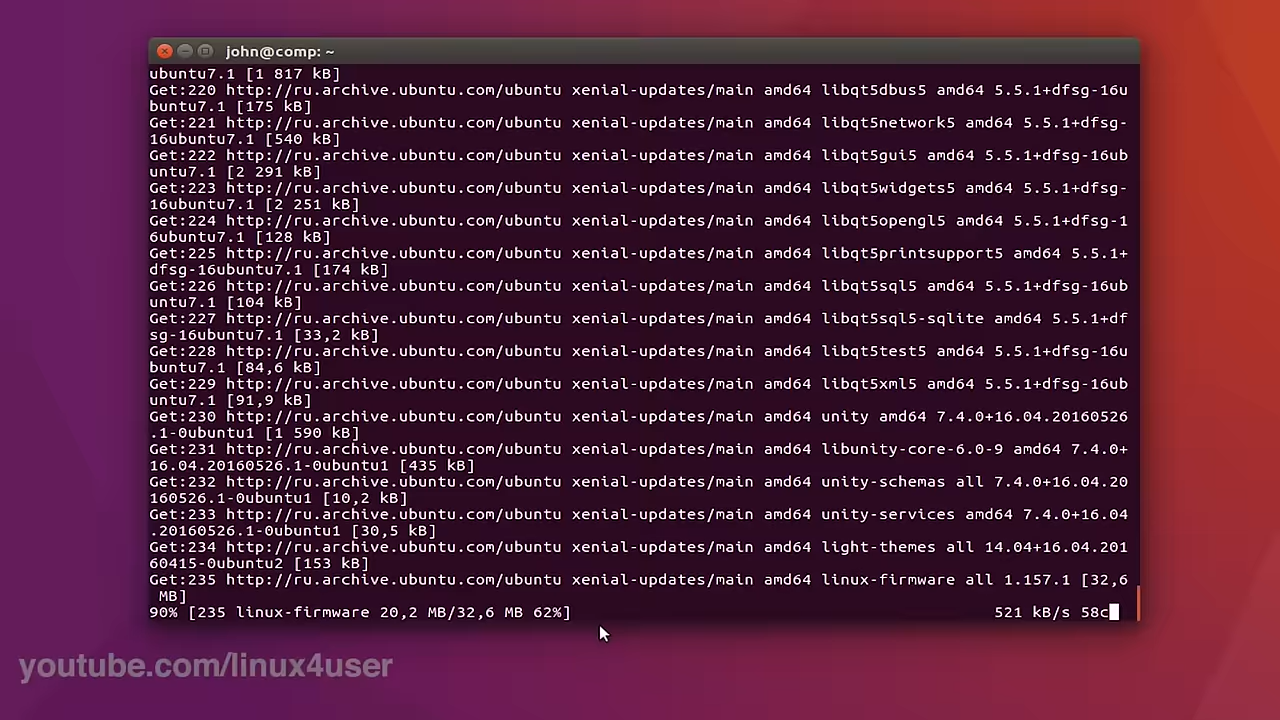 john@comp: ~
ubuntu7.1 [1 817 kB]
Get:220 http://ru.archive.ubuntu.com/ubuntu xenial-updates/main amd64 libqt5dbus5 amd64 5.5.1+dfsg-16u
buntu7.1 [175 kB]
Get:221 http://ru.archive.ubuntu.com/ubuntu xenial-updates/main amd64 libqt5network5 amd64 5.5.1+dfsg-
16ubuntu7.1 [540 kB]
Get:222 http://ru.archive.ubuntu.com/ubuntu xenial-updates/main amd64 libqt5gui5 amd64 5.5.1+dfsg-16ub
untu7.1 [2 291 kB]
Get:223 http://ru.archive.ubuntu.com/ubuntu xenial-updates/main amd64 libqt5widgets5 amd64 5.5.1+dfsg-
16ubuntu7.1 [2 251 kB]
Get:224 http://ru.archive.ubuntu.com/ubuntu xenial-updates/main amd64 libqt5opengl5 amd64 5.5.1+dfsg-1
6ubuntu7.1 [128 kB]
Get:225 http://ru.archive.ubuntu.com/ubuntu xenial-updates/main amd64 libqt5printsupport5 amd64 5.5.1+
dfsg-16ubuntu7.1 [174 kB]
Get:226 http://ru.archive.ubuntu.com/ubuntu xenial-updates/main amd64 libqt5sql5 amd64 5.5.1+dfsg-16ub
untu7.1 [104 kB]
Get:227 http://ru.archive.ubuntu.com/ubuntu xenial-updates/main amd64 libqt5sql5-sqlite amd64 5.5.1+df
sg-16ubuntu7.1 [33,2 kB]
Get:228 http://ru.archive.ubuntu.com/ubuntu xenial-updates/main amd64 libqt5test5 amd64 5.5.1+dfsg-16u
buntu7.1 [84,6 kB]
Get:229 http://ru.archive.ubuntu.com/ubuntu xenial-updates/main amd64 libqt5xml5 amd64 5.5.1+dfsg-16ub
untu7.1 [91,9 kB]
Get:230 http://ru.archive.ubuntu.com/ubuntu xenial-updates/main amd64 unity amd64 7.4.0+16.04.20160526
.1-0ubuntu1 [1 590 kB]
Get:231 http://ru.archive.ubuntu.com/ubuntu xenial-updates/main amd64 libunity-core-6.0-9 amd64 7.4.0+
16.04.20160526.1-0ubuntu1 [435 kB]
Get:232 http://ru.archive.ubuntu.com/ubuntu xenial-updates/main amd64 unity-schemas all 7.4.0+16.04.20
160526.1-0ubuntu1 [10,2 kB]
Get:233 http://ru.archive.ubuntu.com/ubuntu xenial-updates/main amd64 unity-services amd64 7.4.0+16.04
.20160526.1-0ubuntu1 [30,5 kB]
Get:234 http://ru.archive.ubuntu.com/ubuntu xenial-updates/main amd64 light-themes all 14.04+16.04.201
60415-0ubuntu2 [153 kB]
Get:235 http://ru.archive.ubuntu.com/ubuntu xenial-updates/main amd64 linux-firmware all 1.157.1 [32,6
 MB]
90% [235 linux-firmware 20,2 MB/32,6 MB 62%] 521 kB/s 58с
youtube.com/linux4user